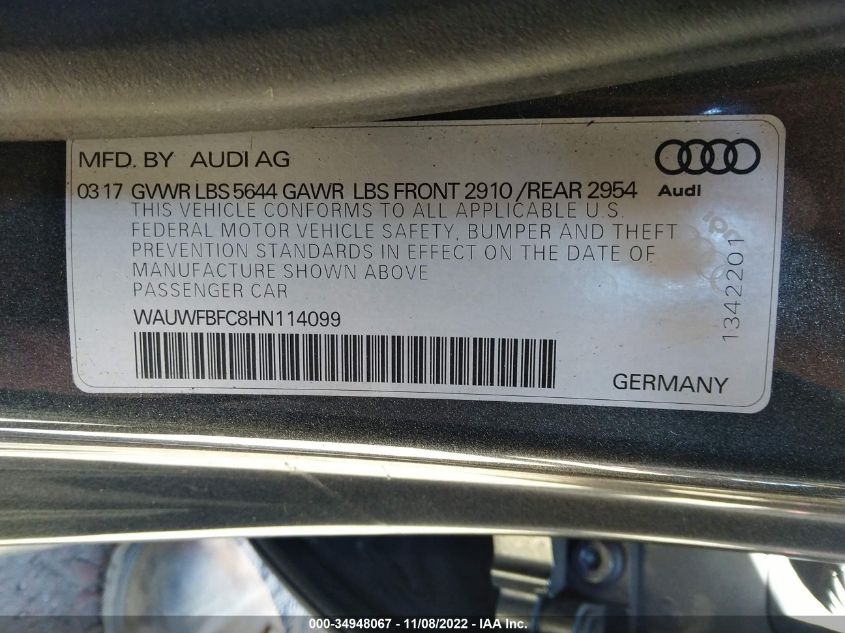 MFD. BY AUDI AG
03 17 GVWR LBS 5644 GAWR LBS FRONT 2910 /REAR 2954
Audi
THIS VEHICLE CONFORMS TO ALL APPLICABLE U.S.
FEDERAL MOTOR VEHICLE SAFETY, BUMPER AND THEFT
PREVENTION STANDARDS IN EFFECT ON THE DATE OF
MANUFACTURE SHOWN ABOVE
PASSENGER CAR
WAUWFBFC8HN114099
1342201
GERMANY
000-34948067 - 11/08/2022 - IAA Inc.